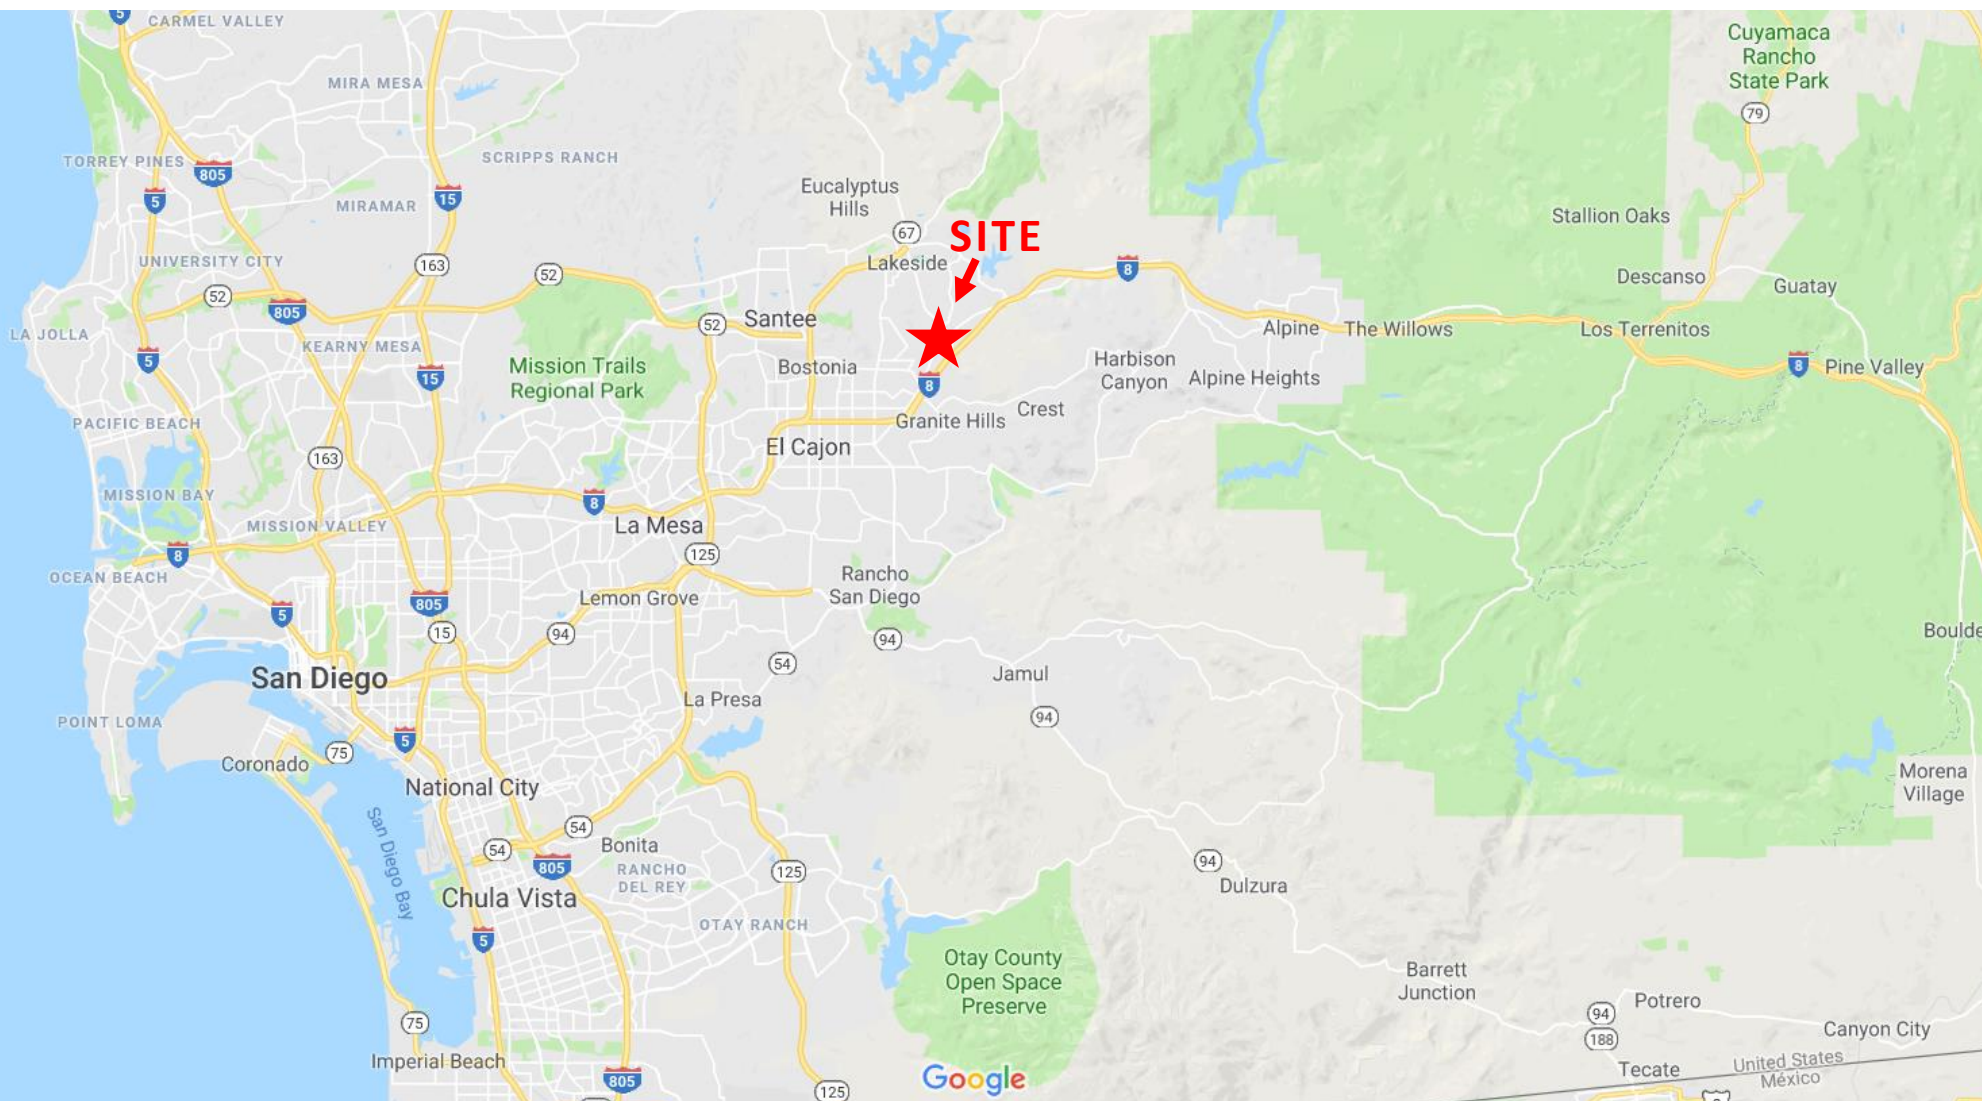 5
CARMEL VALLEY
Cuyamaca
Rancho
State Park
MIRA MESA
79
TORREY PINES
805
SCRIPPS RANCH
5
15
MIRAMAR
Eucalyptus
Hills
Stallion Oaks
67
SITE
UNIVERSITY CITY
163
52
Lakeside
8
Descanso
Guatay
52
805
52
Santee
LA JOLLA
KEARNY MESA
Alpine
The Willows
Los Terrenitos
5
15
Mission Trails
Regional Park
Bostonia
8
Harbison
Canyon
Alpine Heights
8
Pine Valley
PACIFIC BEACH
Granite Hills
Crest
163
El Cajon
MISSION BAY
8
MISSION VALLEY
La Mesa
8
125
OCEAN BEACH
Rancho
San Diego
5
805
Lemon Grove
15
94
94
54
Boulde
San Diego
Jamul
La Presa
POINT LOMA
94
5
75
Coronado
National City
Morena
Village
San Diego Bay
54
54
Bonita
805
RANCHO
DEL REY
125
94
Dulzura
Chula Vista
OTAY RANCH
5
Otay County
Open Space
Preserve
Barrett
Junction
75
94
188
Potrero
Canyon City
Imperial Beach
805
Google
125
Tecate
United States
México